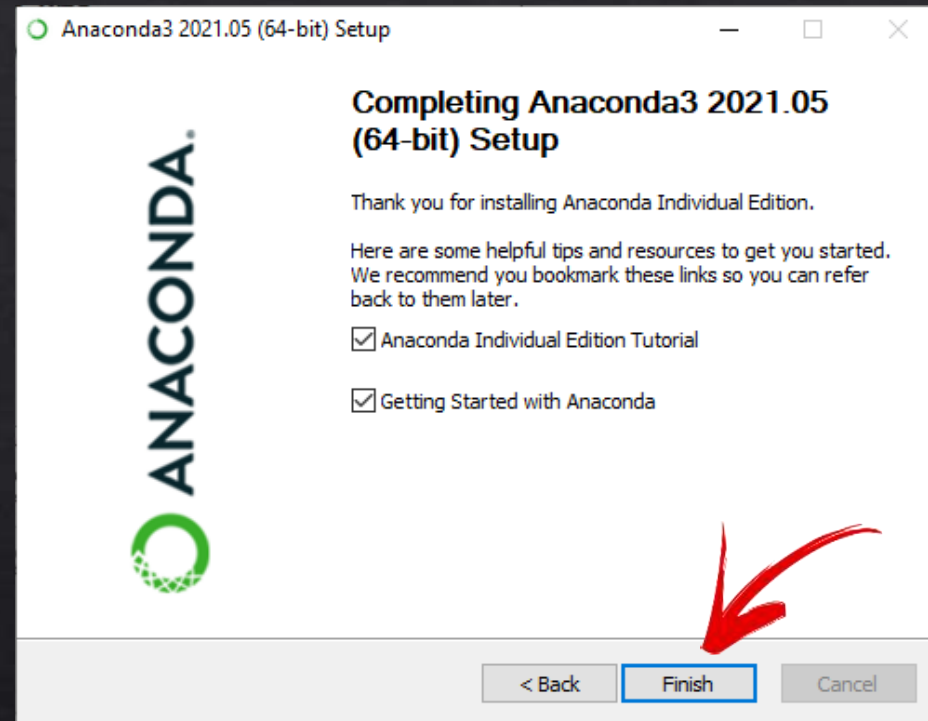 Anaconda3 2021.05 (64-bit) Setup
Completing Anaconda3 2021.05
(64-bit) Setup
Thank you for installing Anaconda Individual Edition.
Here are some helpful tips and resources to get you started.
We recommend you bookmark these links so you can refer
back to them later.
Anaconda Individual Edition Tutorial
Getting Started with Anaconda
ANACONDA.
< Back
Finish
Cancel